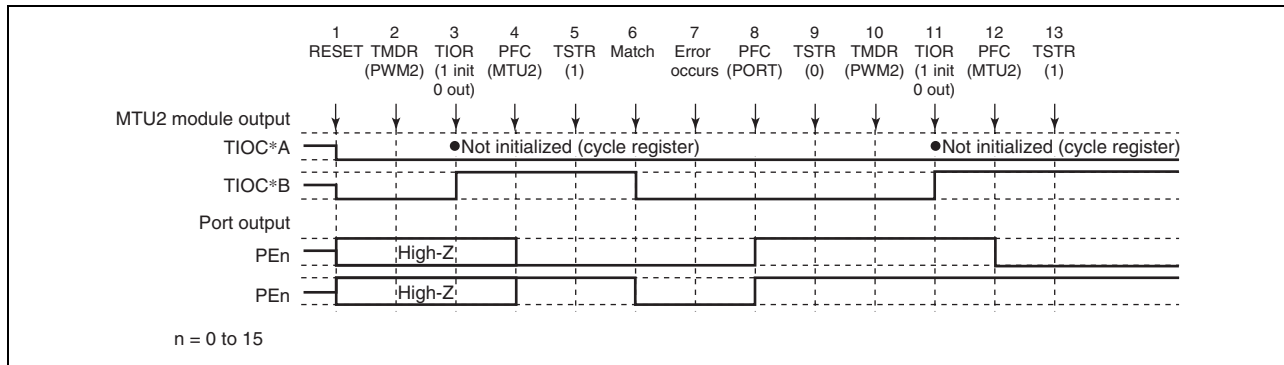 1 2 3 4 5 6 7 8 9 10 11 12 13
RESET TMDR TIOR PFC TSTR Match Error PFC TSTR TMDR TIOR PFC TSTR
(PWM2) (1 init (MTU2) (1) occurs (PORT) (0) (PWM2) (1 init (MTU2) (1)
0 out) 0 out)
MTU2 module output
TIOC*A ●Not initialized (cycle register) ●Not initialized (cycle register)
TIOC*B
Port output
PEn High-Z
PEn High-Z
n = 0 to 15